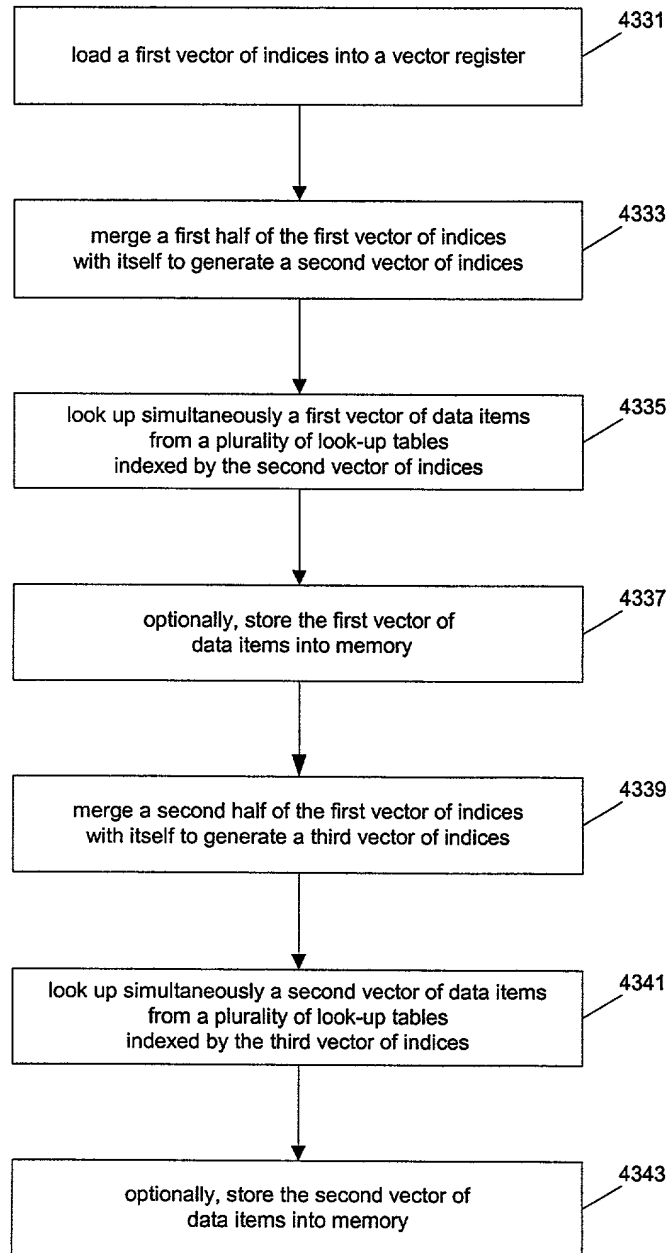 4331
load a first vector of indices into a vector register
4333
merge a first half of the first vector of indices
with itself to generate a second vector of indices
4335
look up simultaneously a first vector of data items
from a plurality of look-up tables
indexed by the second vector of indices
4337
optionally, store the first vector of
data items into memory
4339
merge a second half of the first vector of indices
with itself to generate a third vector of indices
4341
look up simultaneously a second vector of data items
from a plurality of look-up tables
indexed by the third vector of indices
4343
optionally, store the second vector of
data items into memory